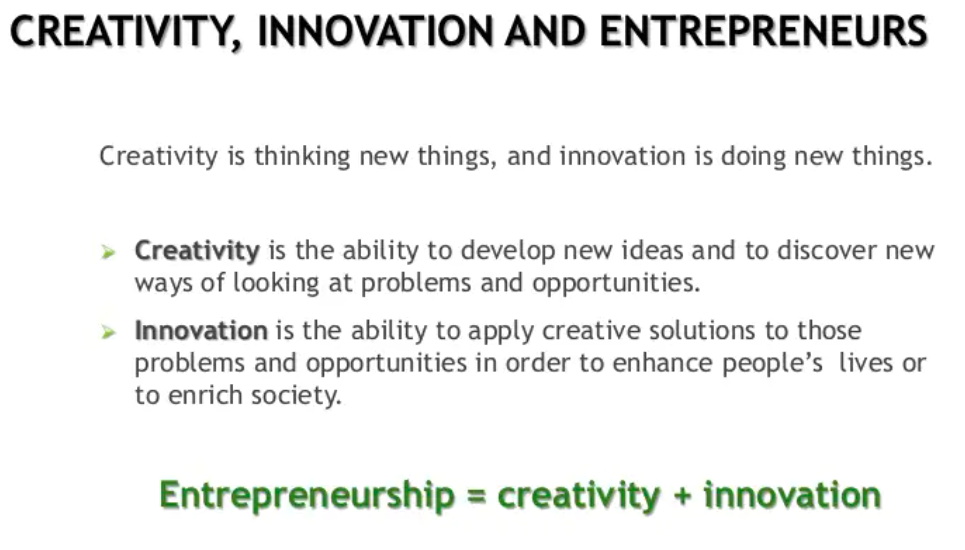 CREATIVITY, INNOVATION AND ENTREPRENEURS
Creativity is thinking new things, and innovation is doing new things.
Creativity is the ability to develop new ideas and to discover new
ways of looking at problems and opportunities.
Innovation is the ability to apply creative solutions to those
problems and opportunities in order to enhance people’s  lives or
to enrich society.
Entrepreneurship = creativity + innovation